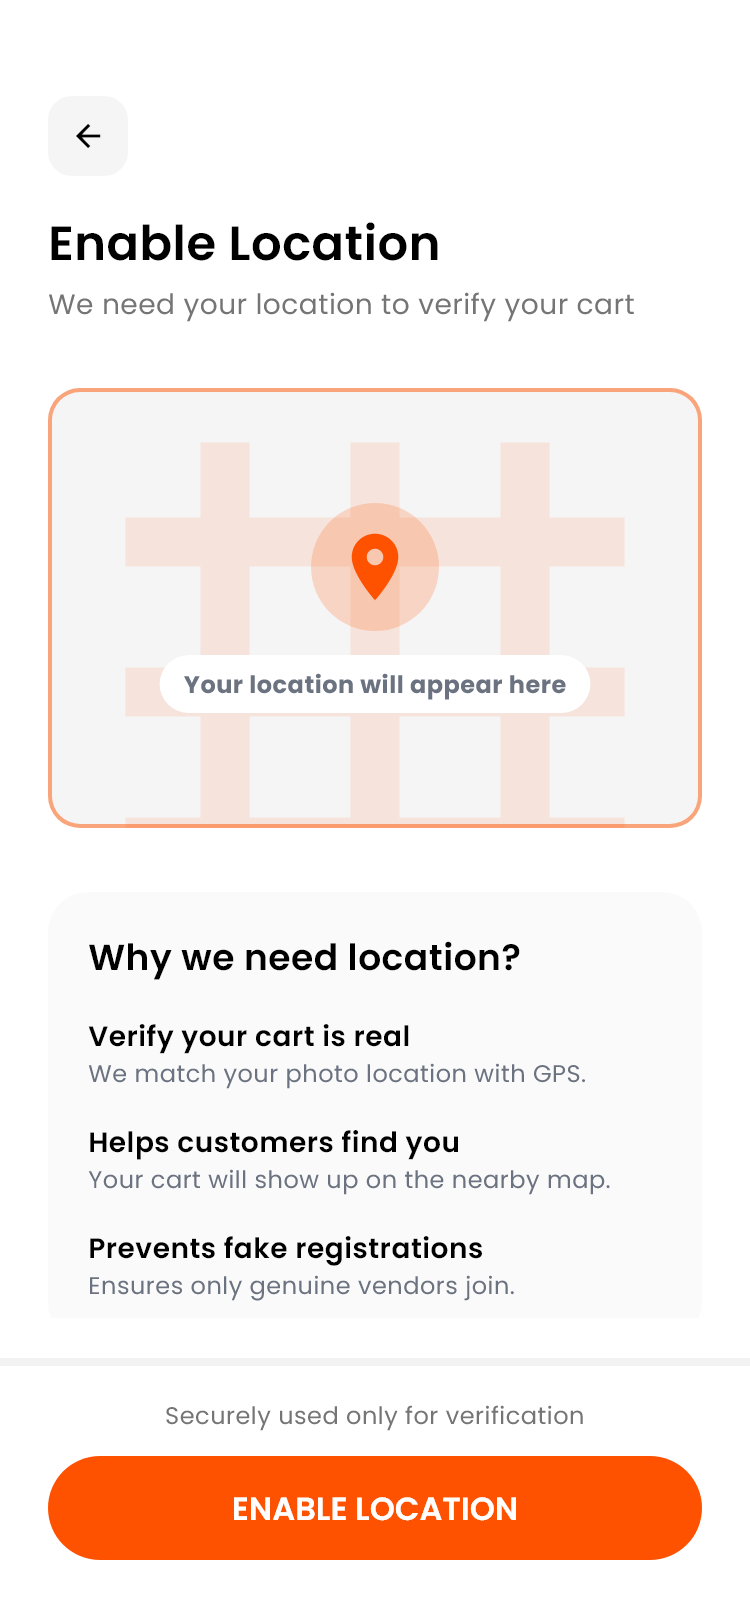 Enable Location
We need your location to verify your cart
Your location will appear here
Why we need location?
Verify your cart is real
We match your photo location with GPS.
Helps customers find you
Your cart will show up on the nearby map.
Prevents fake registrations
Ensures only genuine vendors join.
Securely used only for verification
ENABLE LOCATION